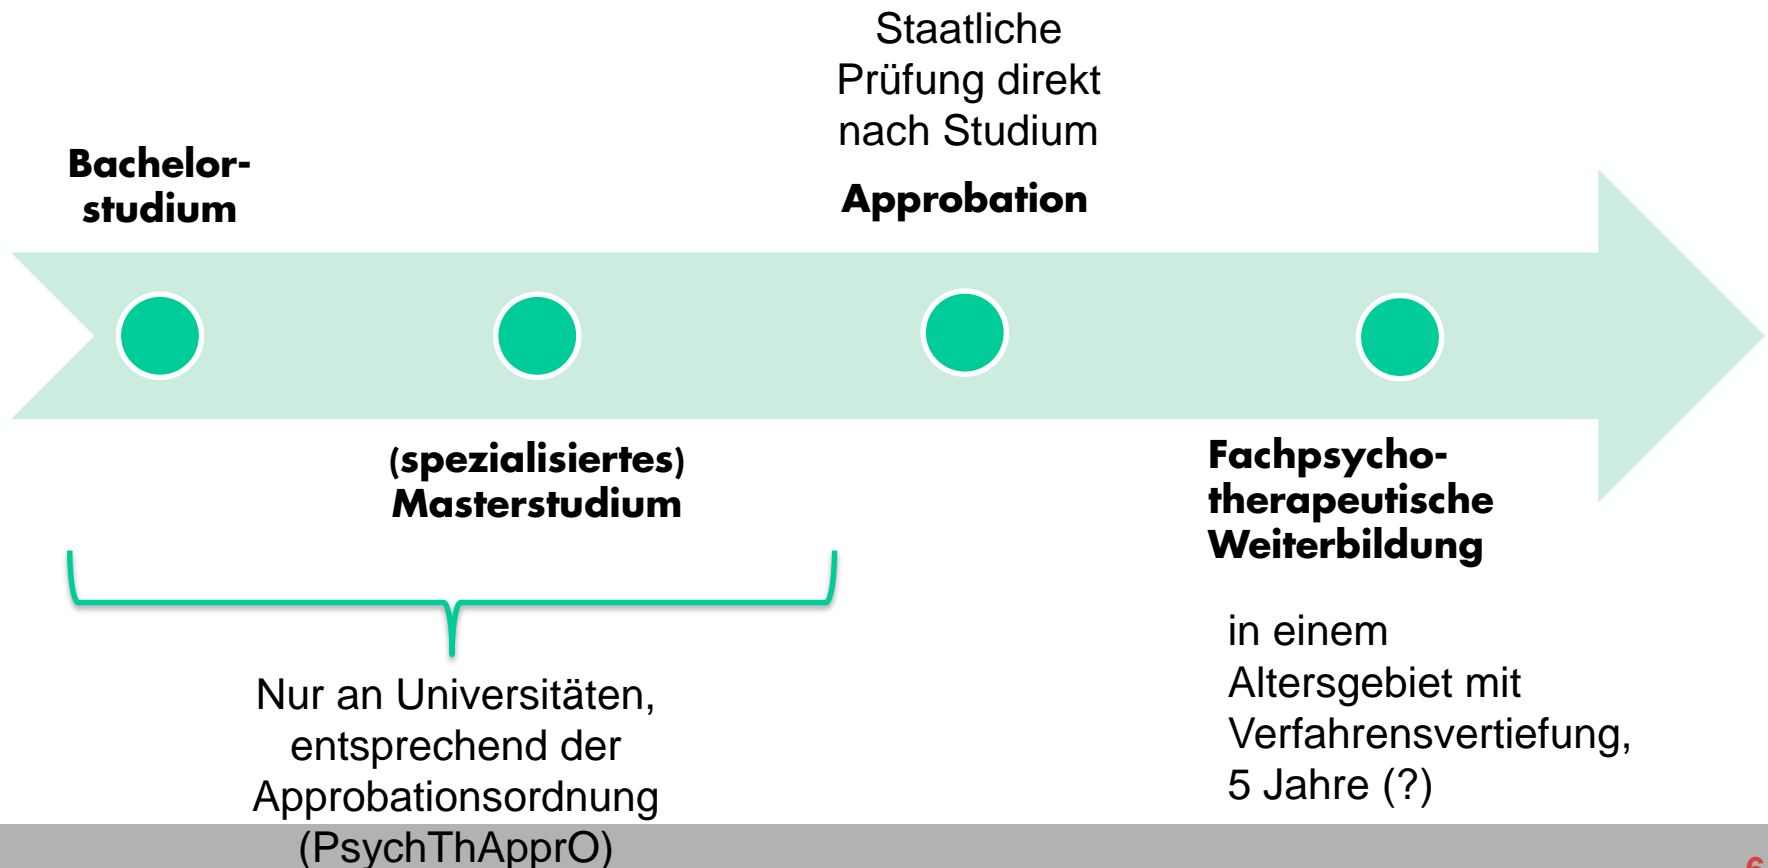 Staatliche
Prüfung direkt
nach Studium
Bachelor-
studium
Approbation
(spezialisiertes)
Masterstudium
Fachpsycho-
therapeutische
Weiterbildung
Nur an Universitäten,
entsprechend der
Approbationsordnung
(PsychThApprO)
in einem
Altersgebiet mit
Verfahrensvertiefung,
5 Jahre (?)
6